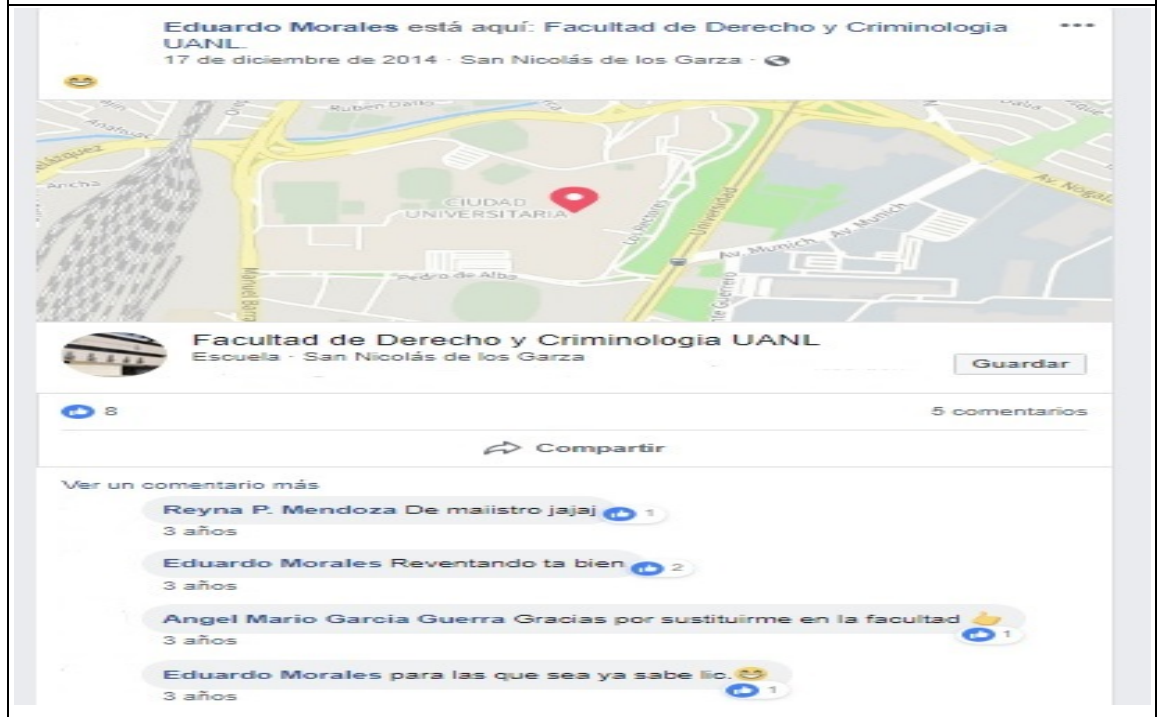 Eduardo Morales está aquí: Facultad de Derecho y Criminologia
UANL.
17 de diciembre de 2014 · San Nicolás de los Garza ·
Ruben Dario
Anahuac
Ancha
CIUDAD
UNIVERSITARIA
Los Rectores
Universidad
Av. Munich
Av. Munich
Pedro de Alba
Manuel Barra
Facultad de Derecho y Criminologia UANL
Escuela · San Nicolás de los Garza
Guardar
8
5 comentarios
Compartir
Ver un comentario más
Reyna P. Mendoza De maiistro jajaj 1
3 años
Eduardo Morales Reventando ta bien 2
3 años
Angel Mario Garcia Guerra Gracias por sustituirme en la facultad
1
3 años
Eduardo Morales para las que sea ya sabe lic.
1
3 años